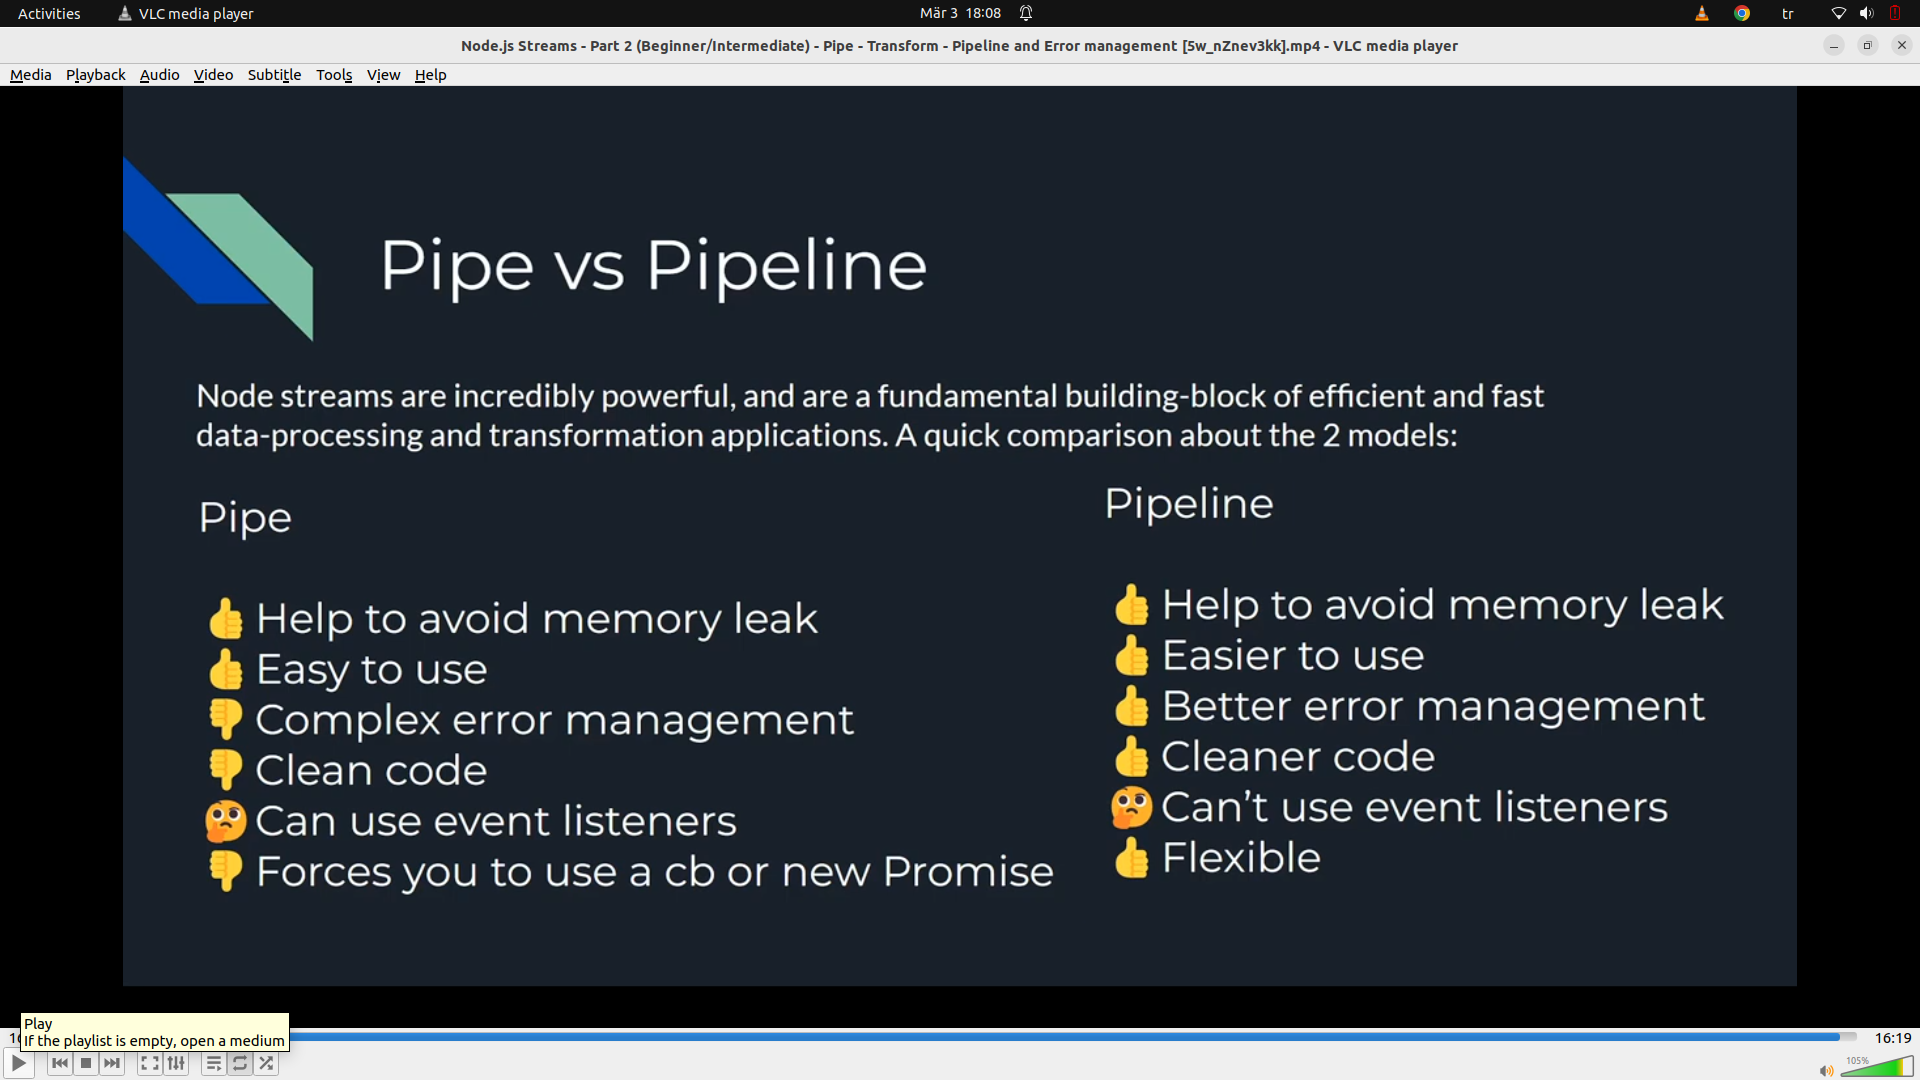 Activities
VLC media player
Mär 3 18:08
tr
Node.js Streams - Part 2 (Beginner/Intermediate) - Pipe - Transform - Pipeline and Error management [5w_nZnev3kk].mp4 - VLC media player
Media Playback Audio Video Subtitle Tools View Help
Pipe vs Pipeline
Node streams are incredibly powerful, and are a fundamental building-block of efficient and fast
data-processing and transformation applications. A quick comparison about the 2 models:
Pipe
👍 Help to avoid memory leak
👍 Easy to use
👎 Complex error management
👎 Clean code
🤔 Can use event listeners
👎 Forces you to use a cb or new Promise
Pipeline
👍 Help to avoid memory leak
👍 Easier to use
👍 Better error management
👍 Cleaner code
🤔 Can't use event listeners
👍 Flexible
Play
If the playlist is empty, open a medium
16:19
105%